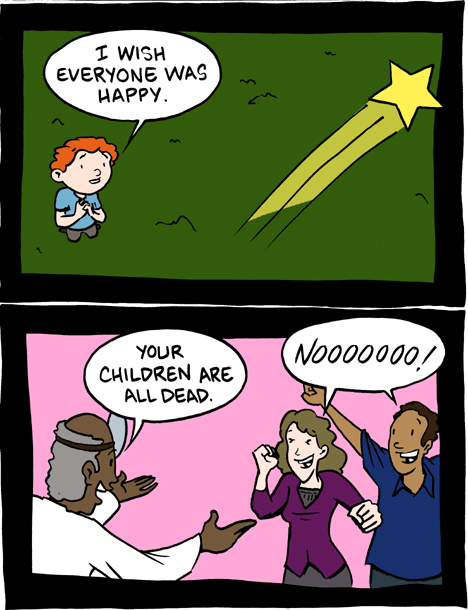 I WISH
EVERYONE WAS
HAPPY.
YOUR
CHILDREN ARE
ALL DEAD.
NOOOOOOO!